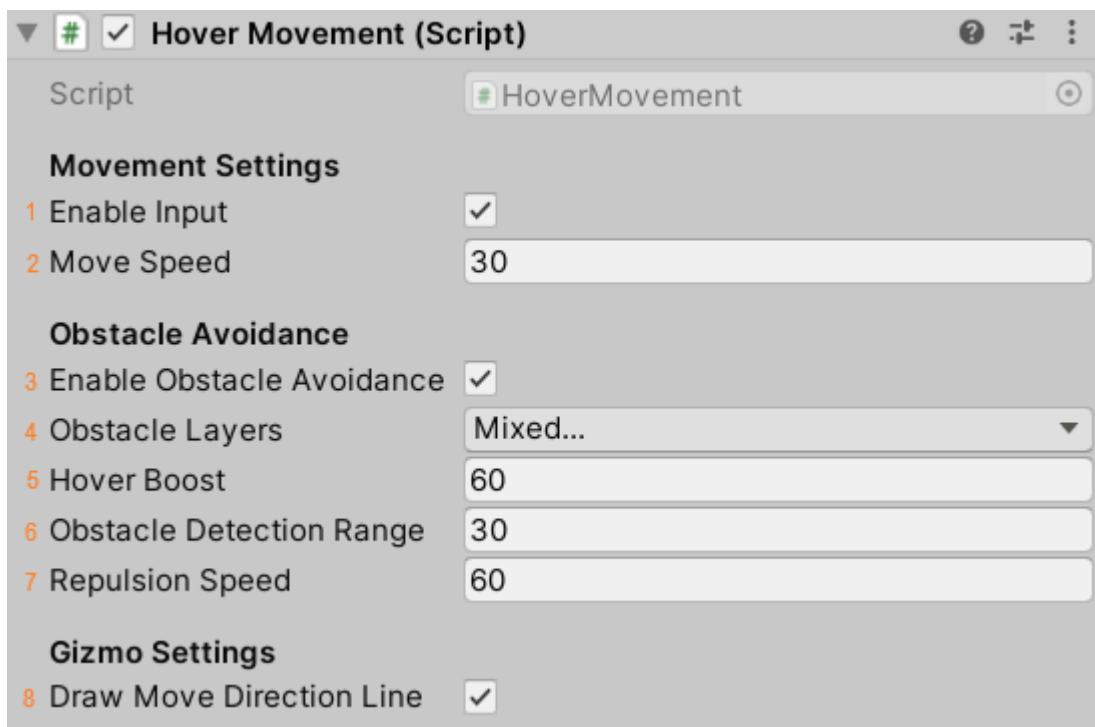 # Hover Movement (Script) ?
Script # HoverMovement
Movement Settings
1 Enable Input
2 Move Speed 30
Obstacle Avoidance
3 Enable Obstacle Avoidance
4 Obstacle Layers Mixed...
5 Hover Boost 60
6 Obstacle Detection Range 30
7 Repulsion Speed 60
Gizmo Settings
8 Draw Move Direction Line